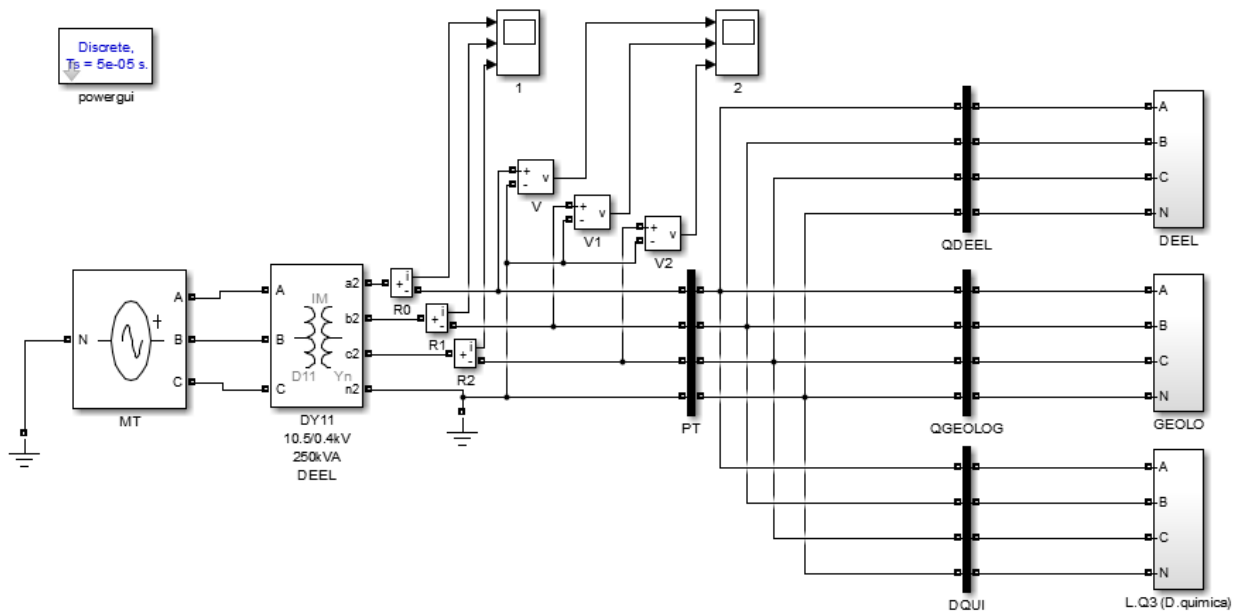 Discrete,
Ts = 5e-05 s.
powergui
1
2
+
-
v
V
+
-
v
V1
+
-
v
V2
A
B
C
N
QDEEL
DEEL
N
A
B
C
+
MT
A
B
C
IM
D11
Yn
a2
b2
c2
n2
DY11
10.5/0.4kV
250kVA
DEEL
i
+
-
R0
i
+
-
R1
i
+
-
R2
PT
A
B
C
N
QGEOLOG
GEOLO
A
B
C
N
DQUI
L.Q3 (D.quimica)